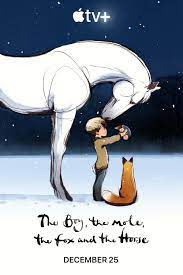 tv+
The Boy, the mole,
the fox and the Horse
DECEMBER 25